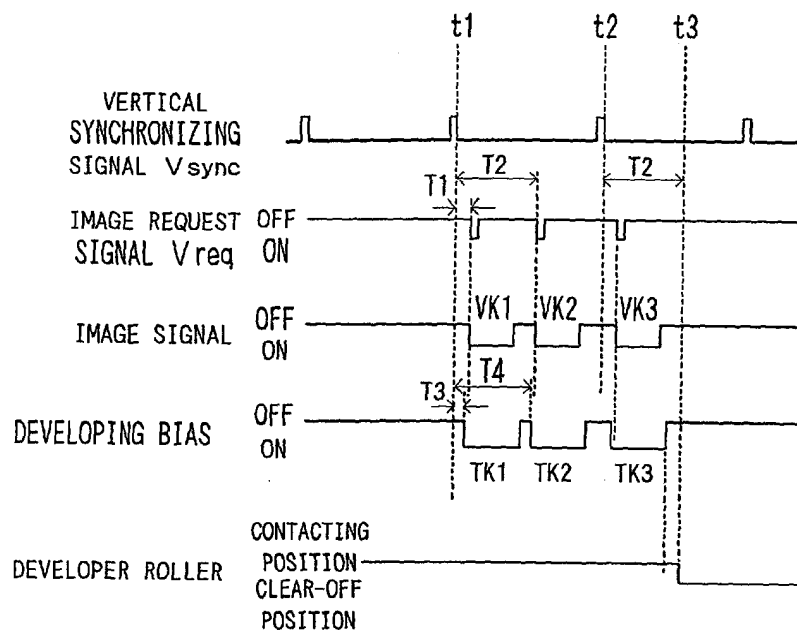 t1 t2 t3
VERTICAL
SYNCHRONIZING
SIGNAL Vsync
T2 T2
T1
IMAGE REQUEST OFF
SIGNAL Vreq ON
VK1 VK2 VK3
IMAGE SIGNAL OFF
ON
T4
T3
OFF
DEVELOPING BIAS
ON
TK1 TK2 TK3
CONTACTING
POSITION
DEVELOPER ROLLER
CLEAR-OFF
POSITION